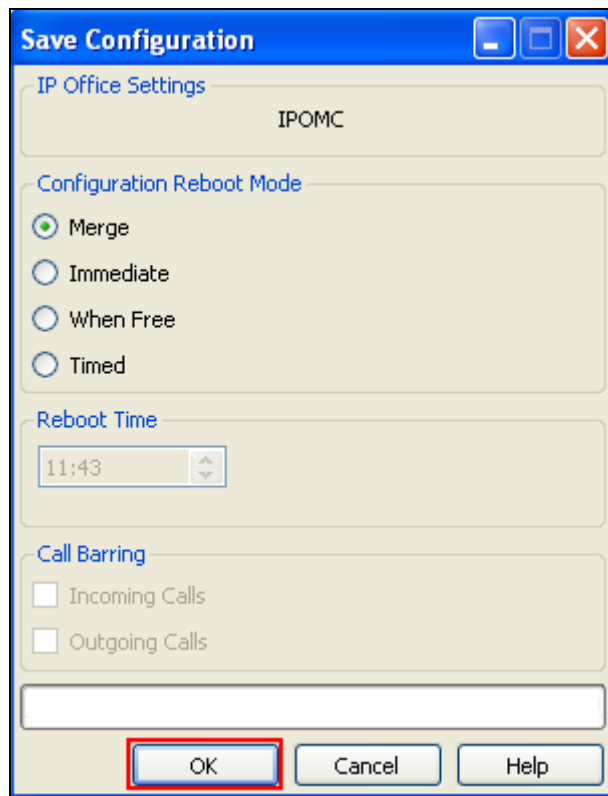 Save Configuration
IP Office Settings
IPOMC
Configuration Reboot Mode
Merge
Immediate
When Free
Timed
Reboot Time
11:43
Call Barring
Incoming Calls
Outgoing Calls
OK Cancel Help